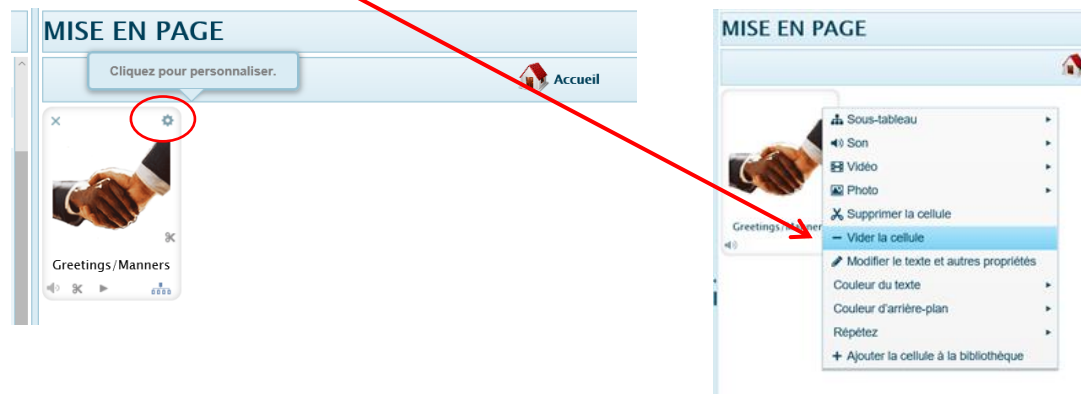 MISE EN PAGE
Cliquez pour personnaliser.
Accueil
Greetings/Manners
MISE EN PAGE
Sous-tableau
Son
Vidéo
Photo
Supprimer la cellule
Vider la cellule
Modifier le texte et autres propriétés
Couleur du texte
Couleur d'arrière-plan
Répétez
Ajouter la cellule à la bibliothèque